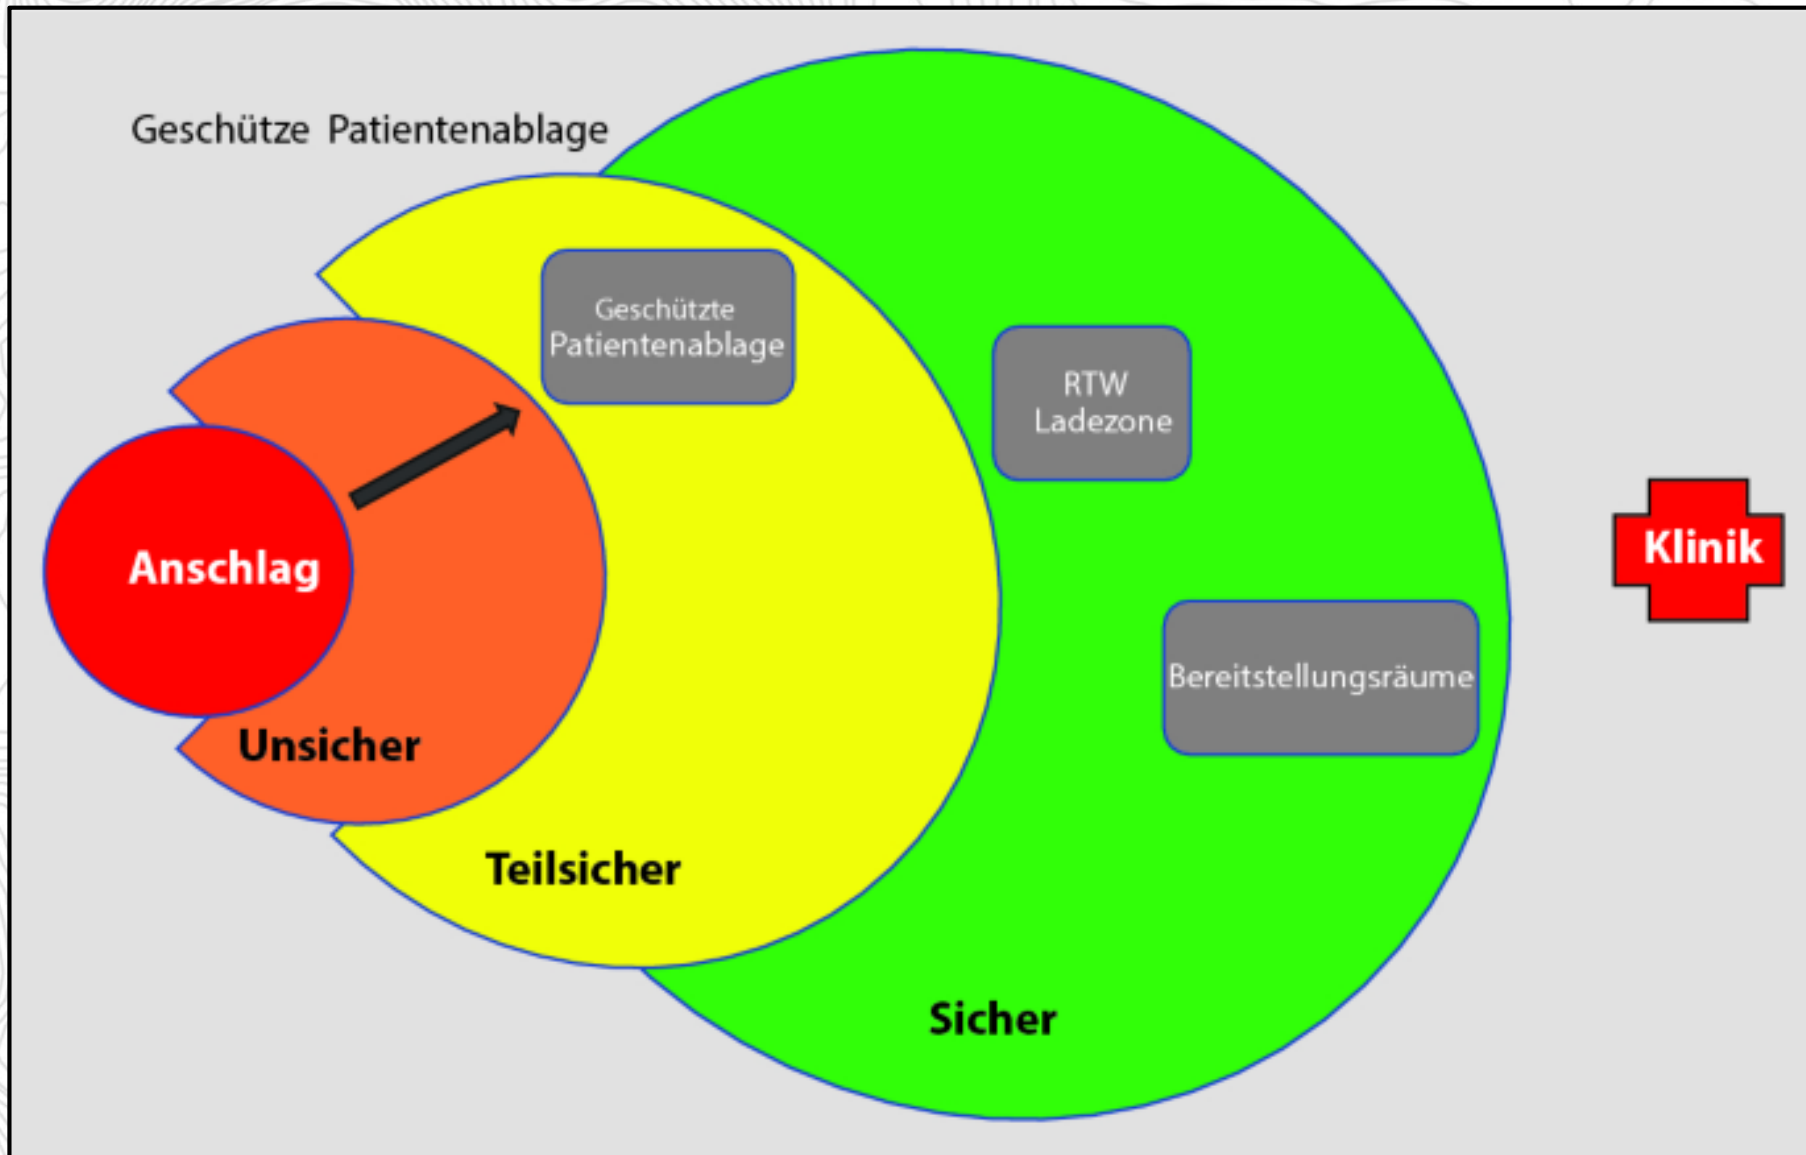 Geschütze Patientenablage
Geschützte
Patientenablage
RTW
Ladezone
Anschlag
Klinik
Bereitstellungsräume
Unsicher
Teilsicher
Sicher